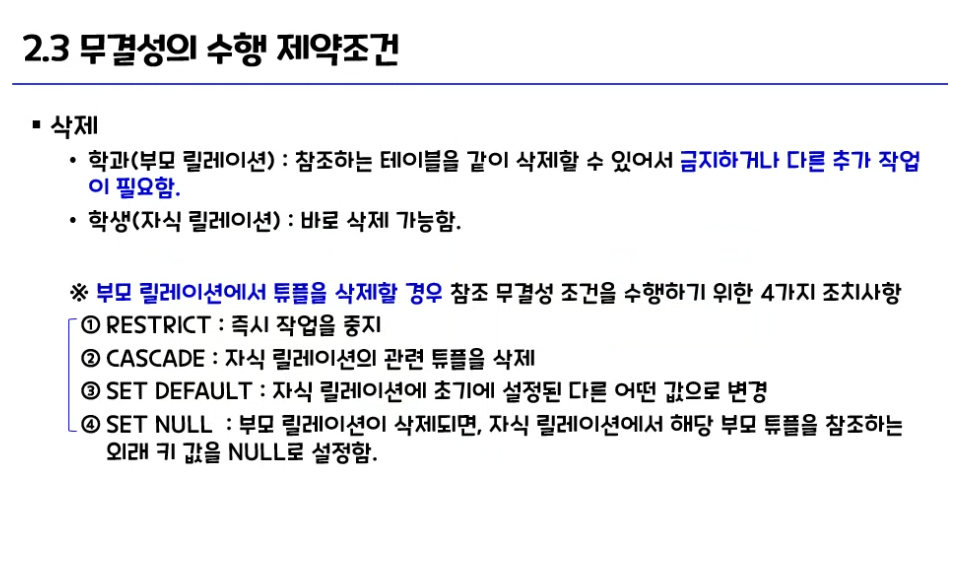 2.3 무결성의 수행 제약조건
▪ 삭제
• 학과(부모 릴레이션) : 참조하는 테이블을 같이 삭제할 수 있어서 금지하거나 다른 추가 작업
이 필요함.
• 학생(자식 릴레이션) : 바로 삭제 가능함.
※ 부모 릴레이션에서 튜플을 삭제할 경우 참조 무결성 조건을 수행하기 위한 4가지 조치사항
① RESTRICT : 즉시 작업을 중지
② CASCADE : 자식 릴레이션의 관련 튜플을 삭제
③ SET DEFAULT : 자식 릴레이션에 초기에 설정된 다른 어떤 값으로 변경
④ SET NULL : 부모 릴레이션이 삭제되면, 자식 릴레이션에서 해당 부모 튜플을 참조하는
외래 키 값을 NULL로 설정함.